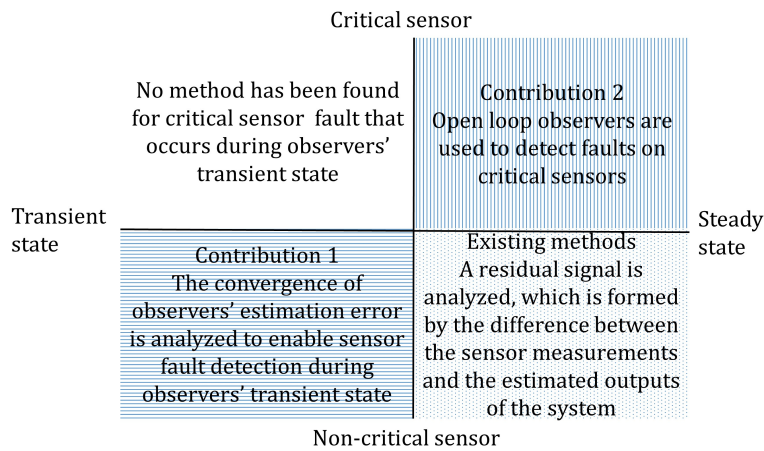 Critical sensor
No method has been found
for critical sensor fault that
occurs during observers'
transient state
Contribution 2
Open loop observers are
used to detect faults on
critical sensors
Transient
state
Steady
state
Contribution 1
The convergence of
observers' estimation error
is analyzed to enable sensor
fault detection during
observers' transient state
Existing methods
A residual signal is
analyzed, which is formed
by the difference between
the sensor measurements
and the estimated outputs
of the system
Non-critical sensor